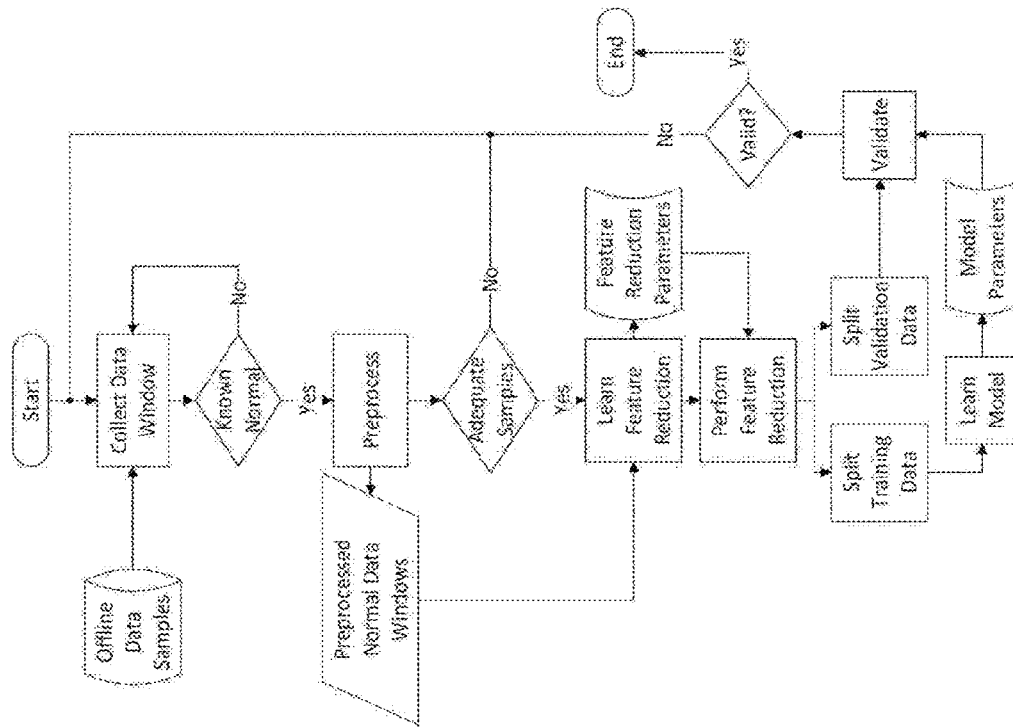 Start
Offline
Data
Samples
Collect Data
Window
Known
Normal
No
Yes
Preprocess
Preprocessed
Normal Data
Windows
Adequate
Samples
No
Yes
Learn
Feature
Reduction
Feature
Reduction
Parameters
Perform
Feature
Reduction
Split
Training
Data
Split
Validation
Data
Learn
Model
Model
Parameters
Validate
Valid?
No
Yes
End